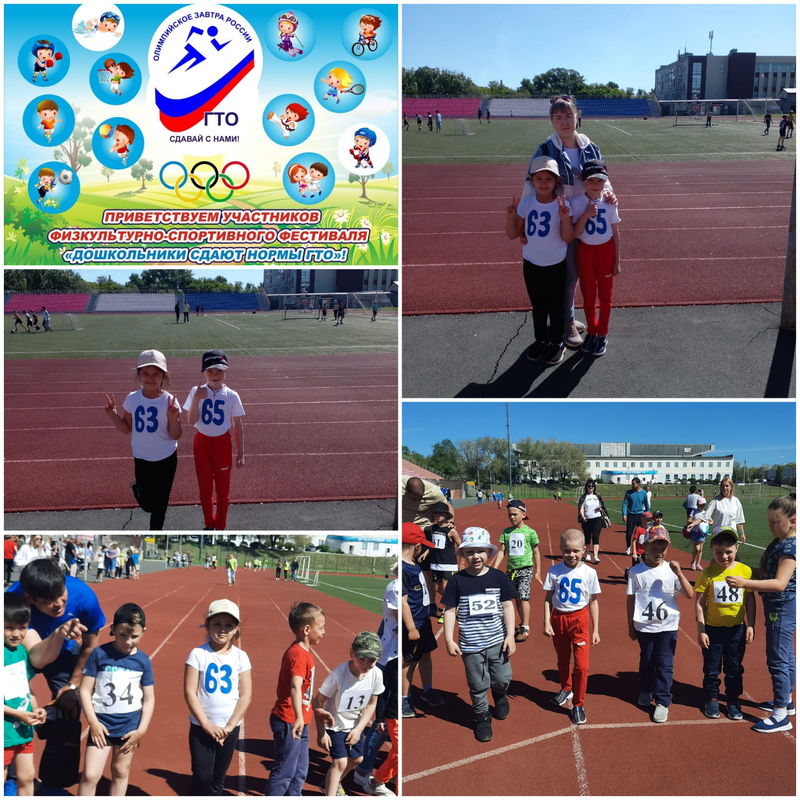 ОЛИМПИЙСКОЕ ЗАВТРА РОССИИ
ГТО
СДАВАЙ С НАМИ!
ПРИВЕТСТВУЕМ УЧАСТНИКОВ
ФИЗКУЛЬТУРНО-СПОРТИВНОГО ФЕСТИВАЛЯ
«ДОШКОЛЬНИКИ СДАЮТ НОРМЫ ГТО»!
63
65
63
65
34
63
13
20
52
65
46
48